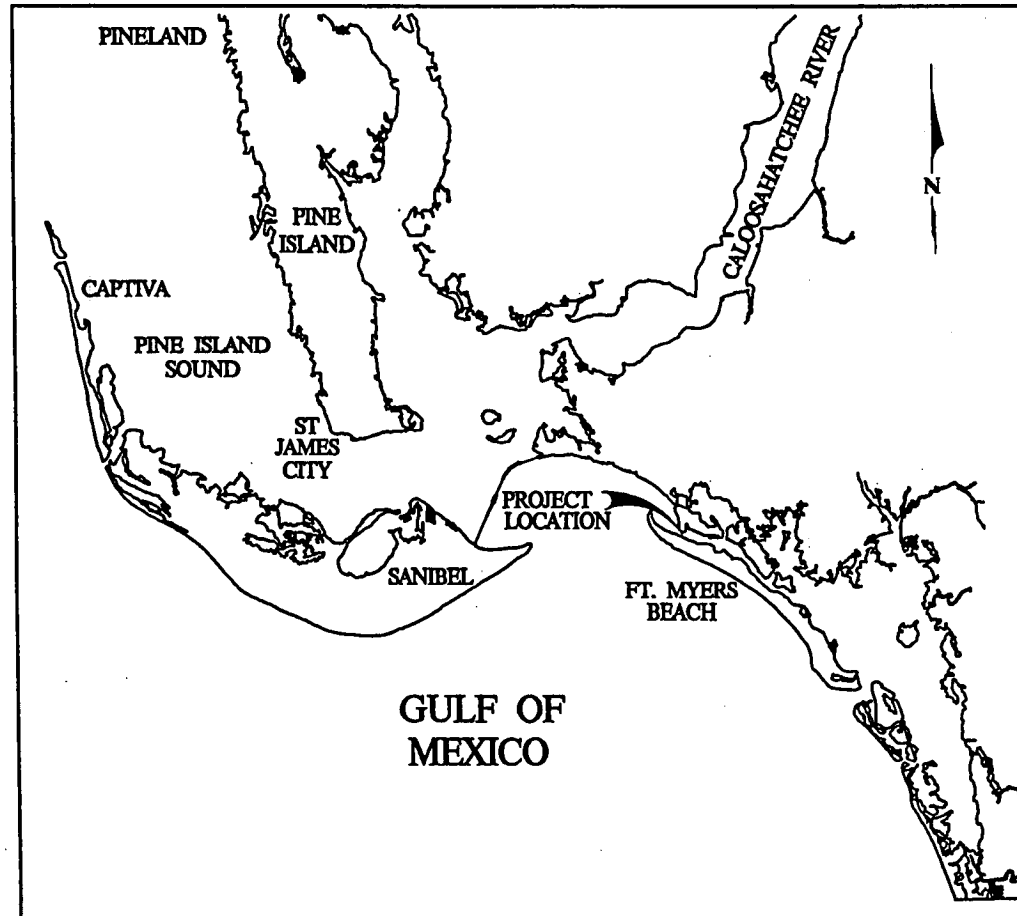 PINELAND
CALOOSAHATCHEE RIVER
N
PINE
ISLAND
CAPTIVA
PINE ISLAND
SOUND
ST
JAMES
CITY
PROJECT
LOCATION
SANIBEL
FT. MYERS
BEACH
GULF OF
MEXICO